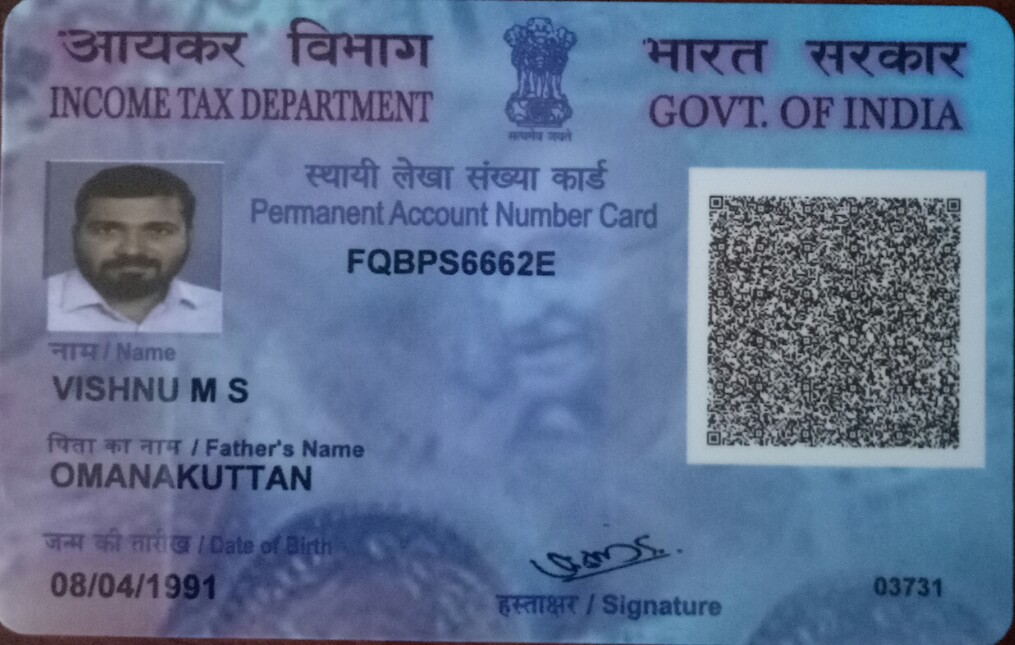 आयकर विभाग
INCOME TAX DEPARTMENT
सत्यमेव जयते
भारत सरकार
GOVT. OF INDIA
स्थायी लेखा संख्या कार्ड
Permanent Account Number Card
FQBPS6662E
नाम / Name
VISHNU M S
पिता का नाम / Father's Name
OMANAKUTTAN
जन्म की तारीख / Date of Birth
08/04/1991
हस्ताक्षर / Signature
03731